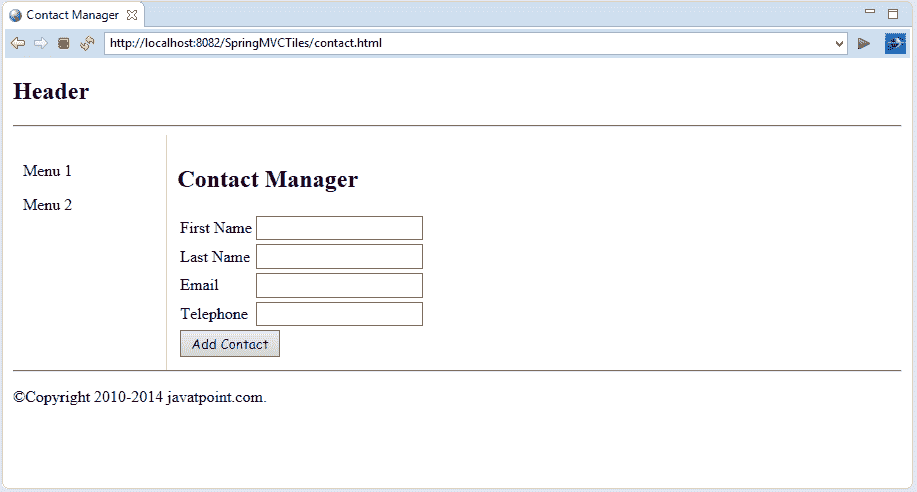 Contact Manager
http://localhost:8082/SpringMVCTiles/contact.html
Header
Menu 1
Menu 2
Contact Manager
First Name
Last Name
Email
Telephone
Add Contact
©Copyright 2010-2014 javatpoint.com.